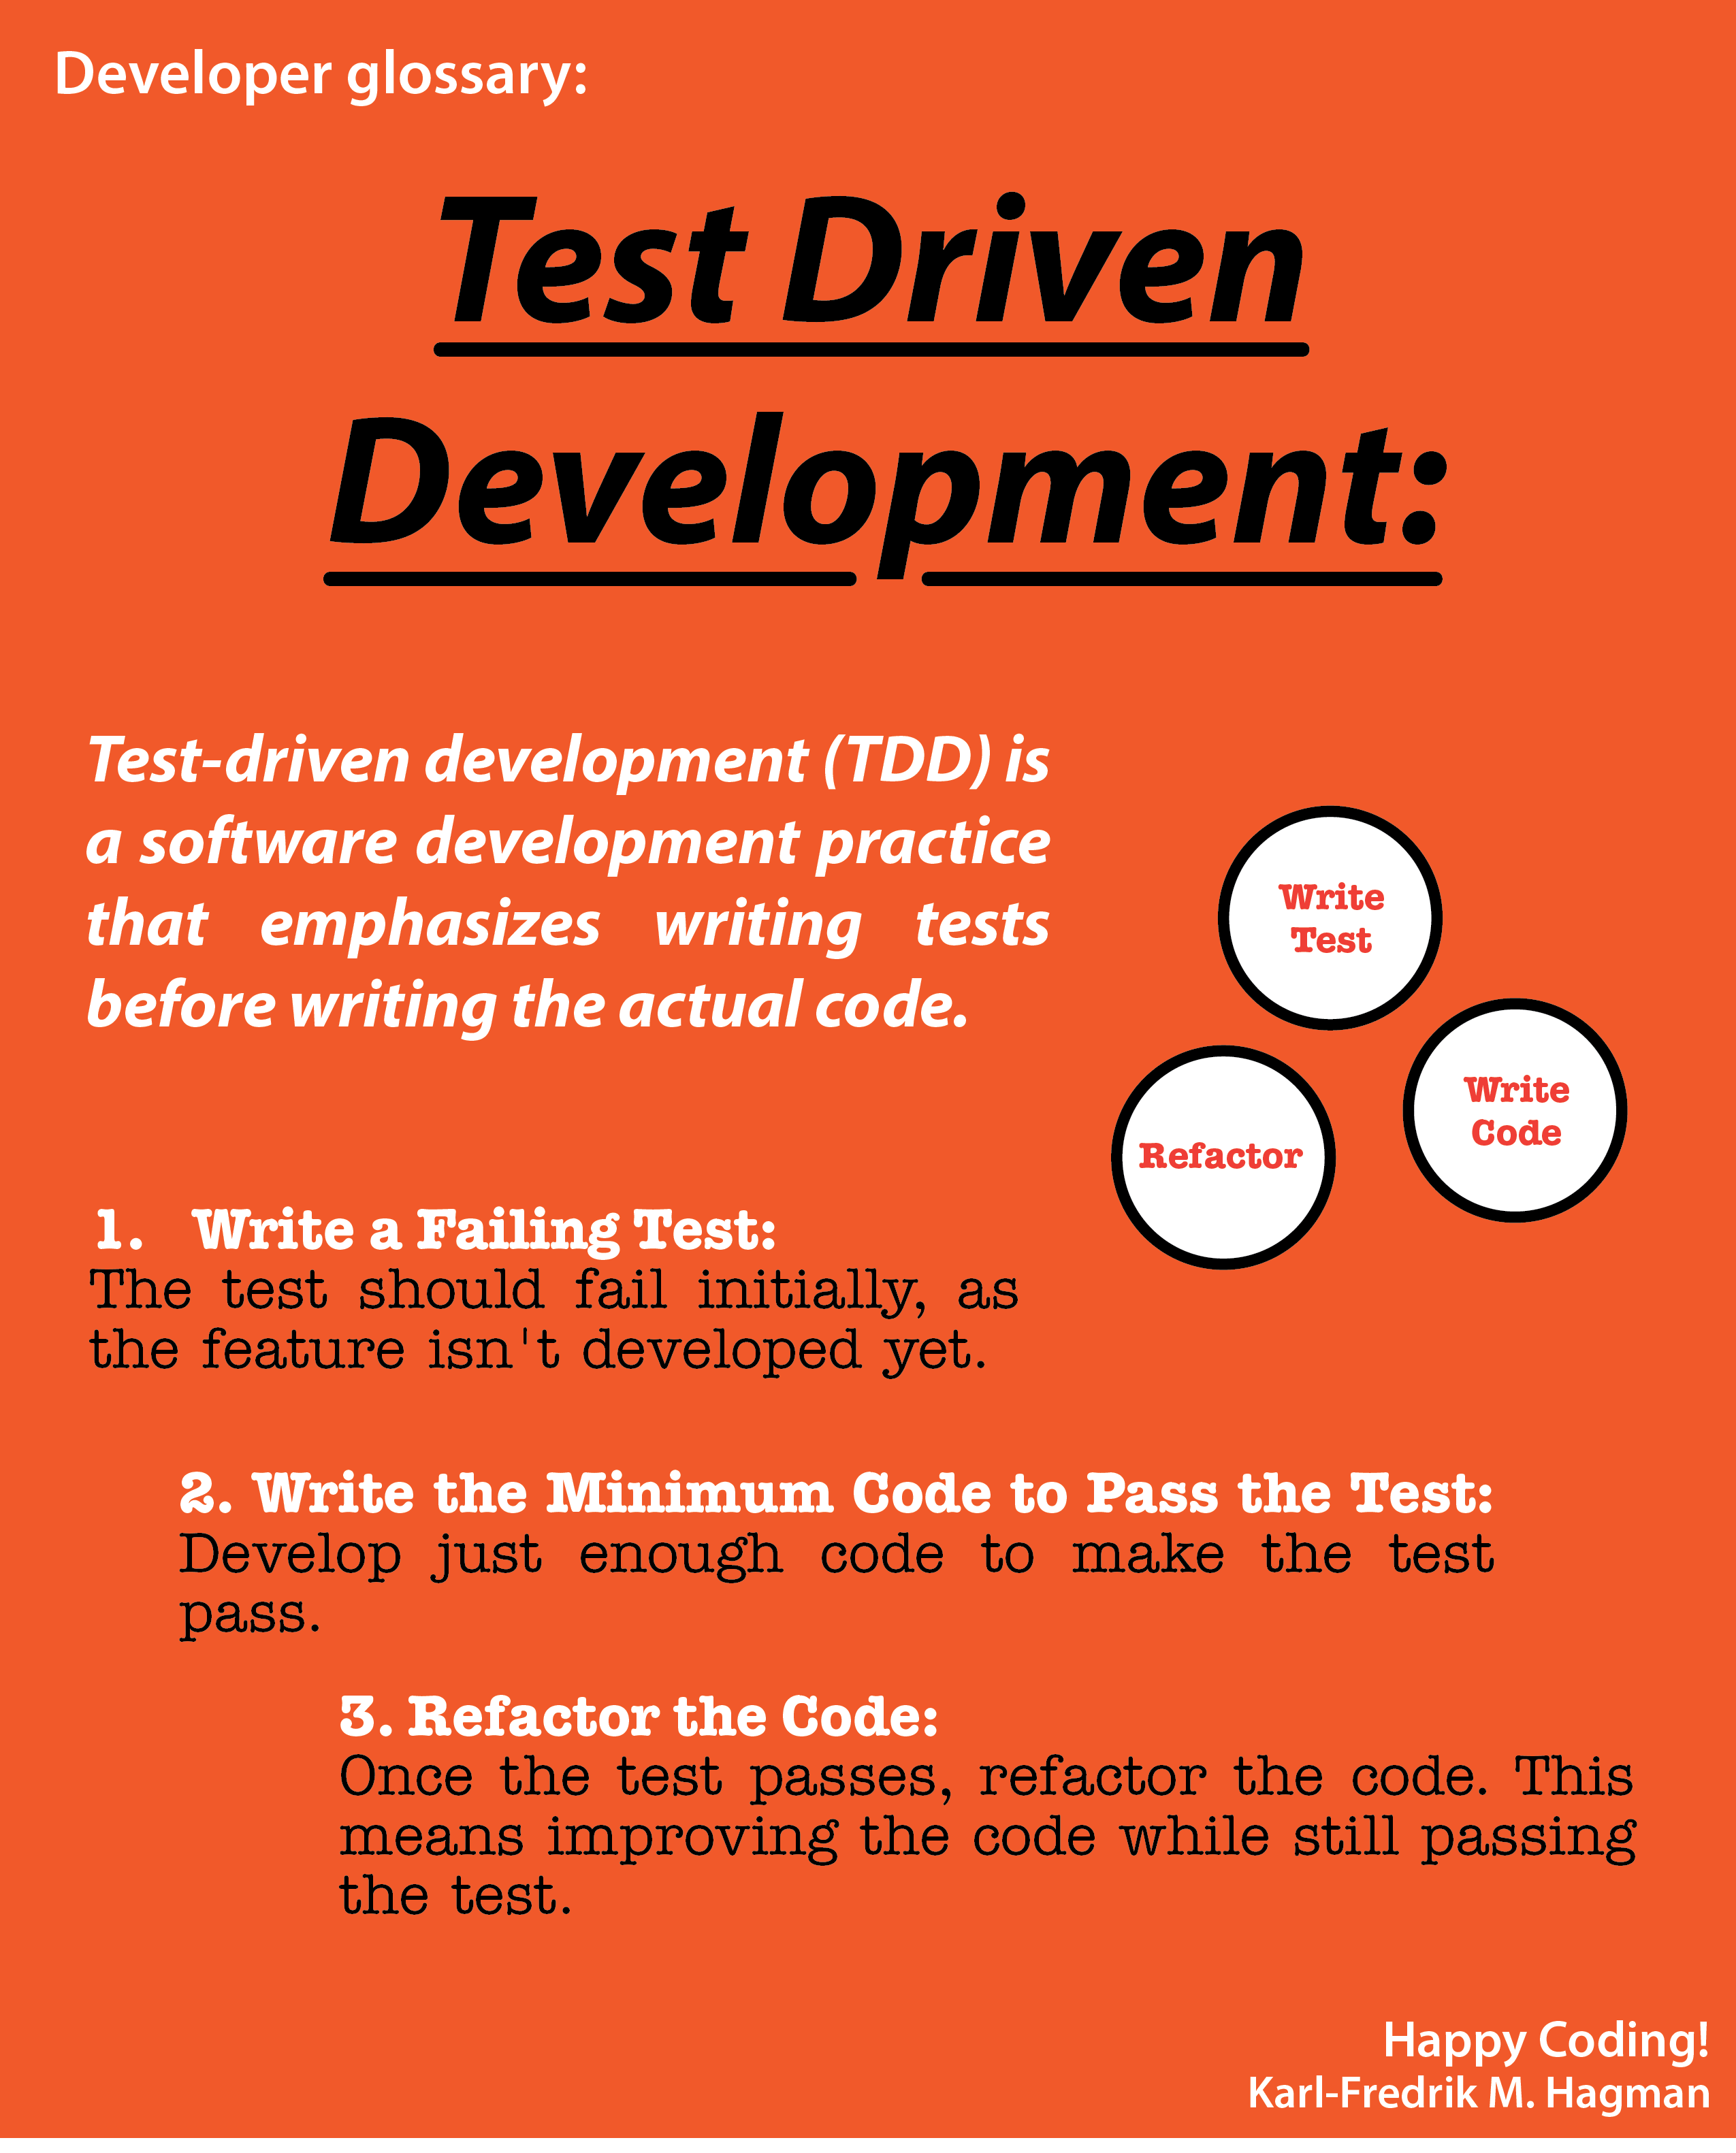 Developer glossary:
Test Driven
Development:
Test-driven development (TDD) is
a software development practice
that emphasizes writing tests
before writing the actual code.
Write
Test
Write
Code
Refactor
1. Write a Failing Test:
The test should fail initially, as
the feature isn't developed yet.
2. Write the Minimum Code to Pass the Test:
Develop just enough code to make the test
pass.
3. Refactor the Code:
Once the test passes, refactor the code. This
means improving the code while still passing
the test.
Happy Coding!
Karl-Fredrik M. Hagman